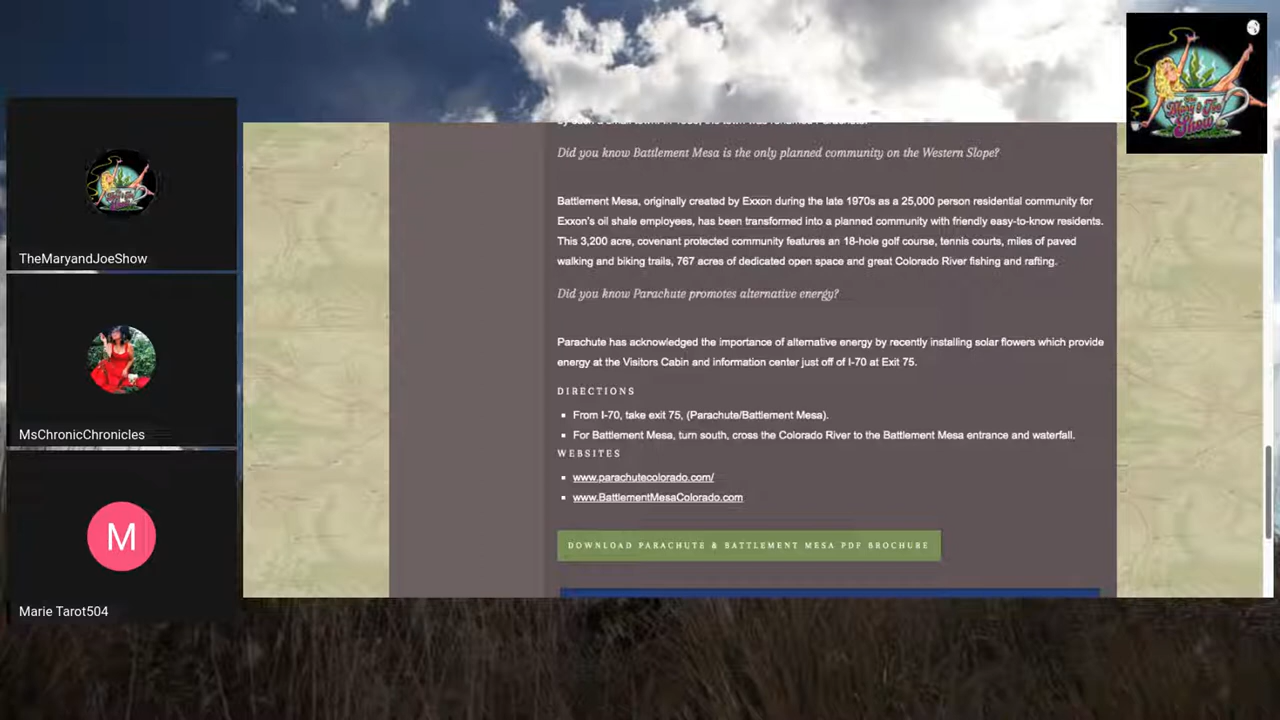 The
Mary & Joe
Show
TheMaryandJoeShow
MsChronicChronicles
M
Marie Tarot504
Did you know Battlement Mesa is the only planned community on the Western Slope?
Battlement Mesa, originally created by Exxon during the late 1970s as a 25,000 person residential community for
Exxon's oil shale employees, has been transformed into a planned community with friendly easy-to-know residents.
This 3,200 acre, covenant protected community features an 18-hole golf course, tennis courts, miles of paved
walking and biking trails, 767 acres of dedicated open space and great Colorado River fishing and rafting.
Did you know Parachute promotes alternative energy?
Parachute has acknowledged the importance of alternative energy by recently installing solar flowers which provide
energy at the Visitors Cabin and information center just off of I-70 at Exit 75.
DIRECTIONS
From I-70, take exit 75, (Parachute/Battlement Mesa).
For Battlement Mesa, turn south, cross the Colorado River to the Battlement Mesa entrance and waterfall.
WEBSITES
www.parachutecolorado.com/
www.BattlementMesaColorado.com
DOWNLOAD PARACHUTE & BATTLEMENT MESA PDF BROCHURE